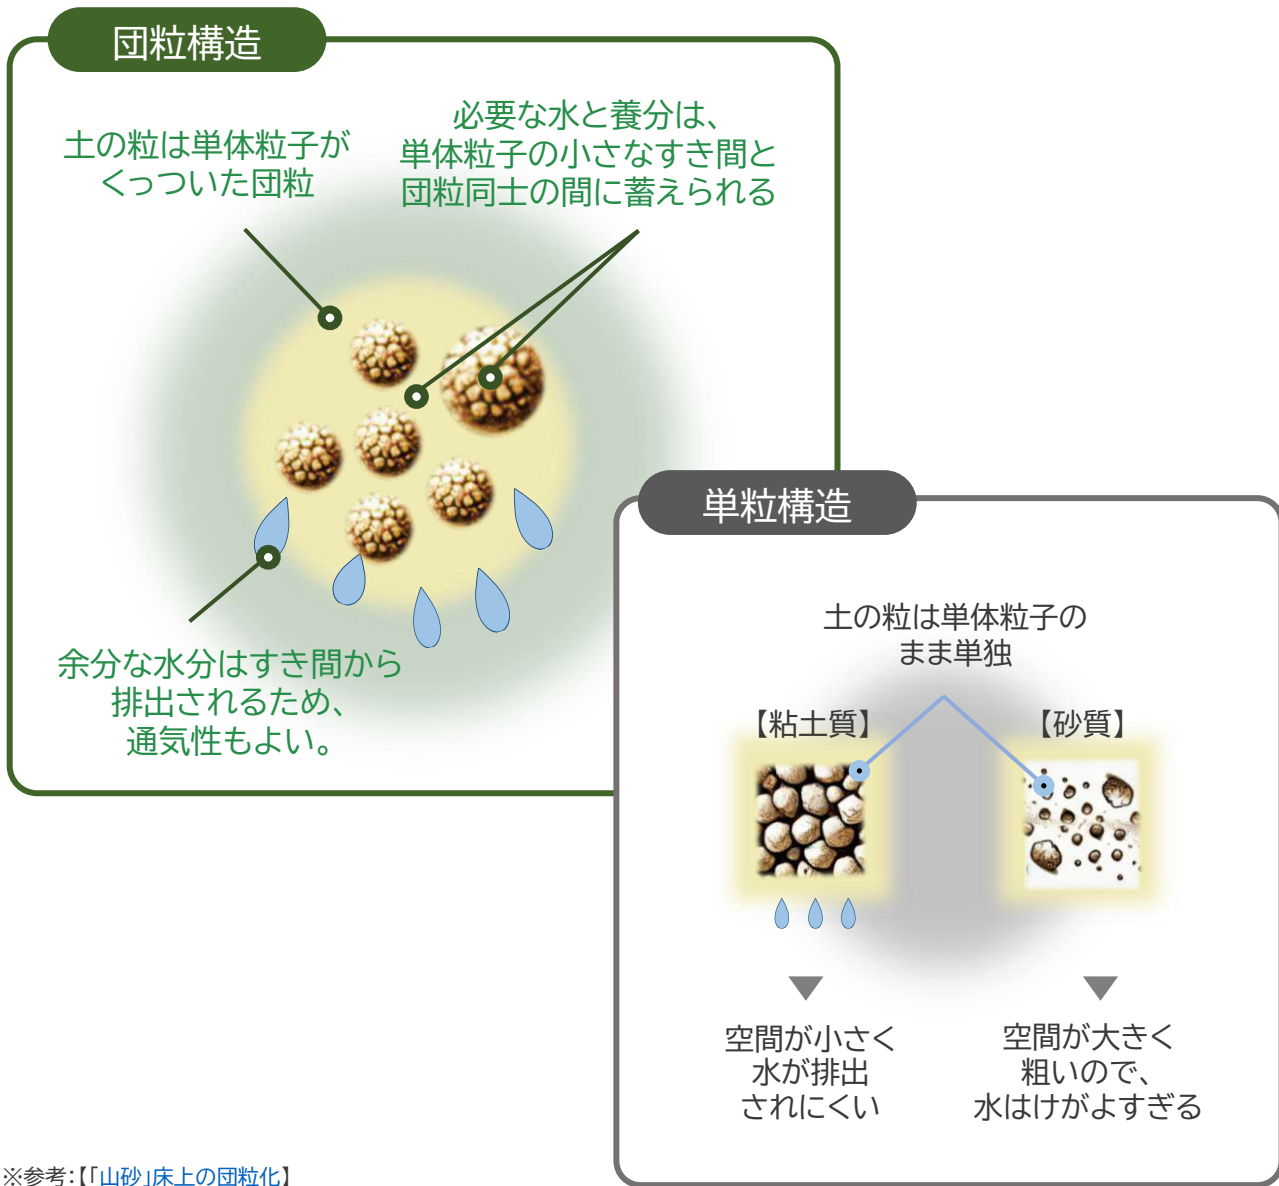 団粒構造
土の粒は単体粒子が
くっついた団粒
必要な水と養分は、
単体粒子の小さなすき間と
団粒同士の間に蓄えられる
余分な水分はすき間から
排出されるため、
通気性もよい。
単粒構造
土の粒は単体粒子の
まま単独
【粘土質】
【砂質】
空間が小さく
水が排出
されにくい
空間が大きく
粗いので、
水はけがよすぎる
※参考:【「山砂」床上の団粒化】